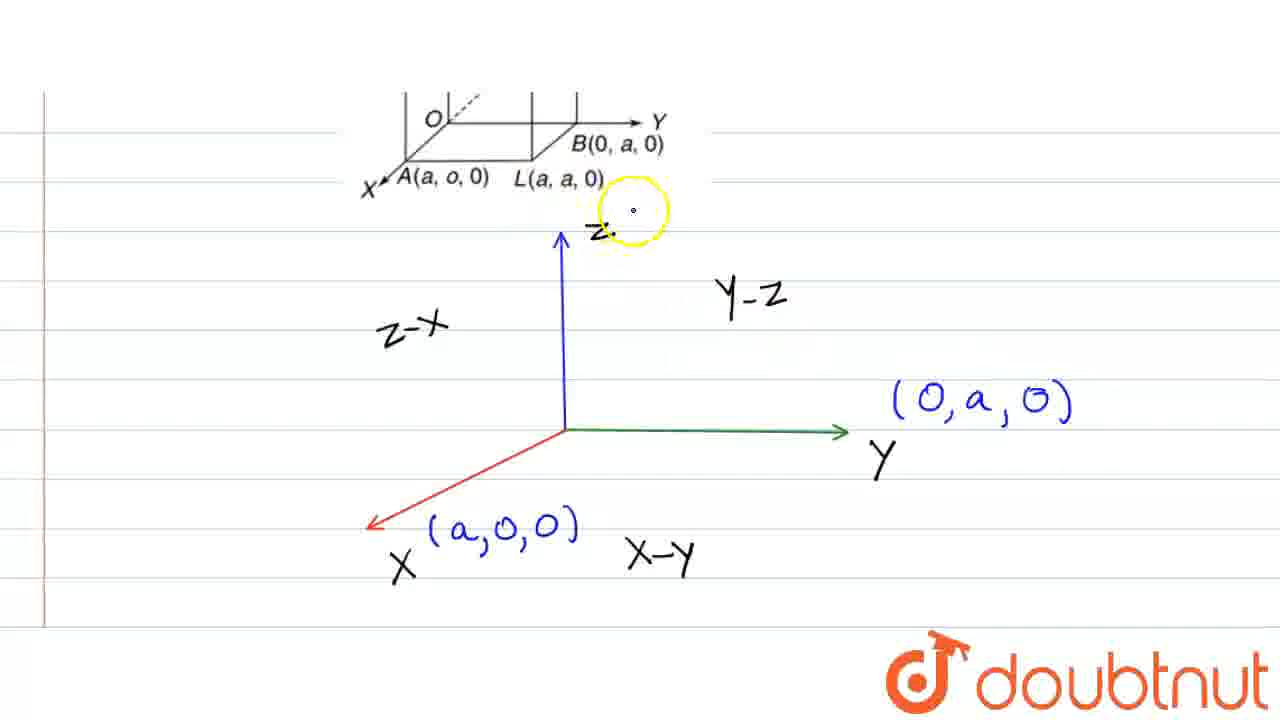 O
Y
B(0, a, 0)
X
A(a, o, 0)
L(a, a, 0)
z
y-z
z-x
(0, a, 0)
y
(a, 0, 0)
x
x-y
doubtnut